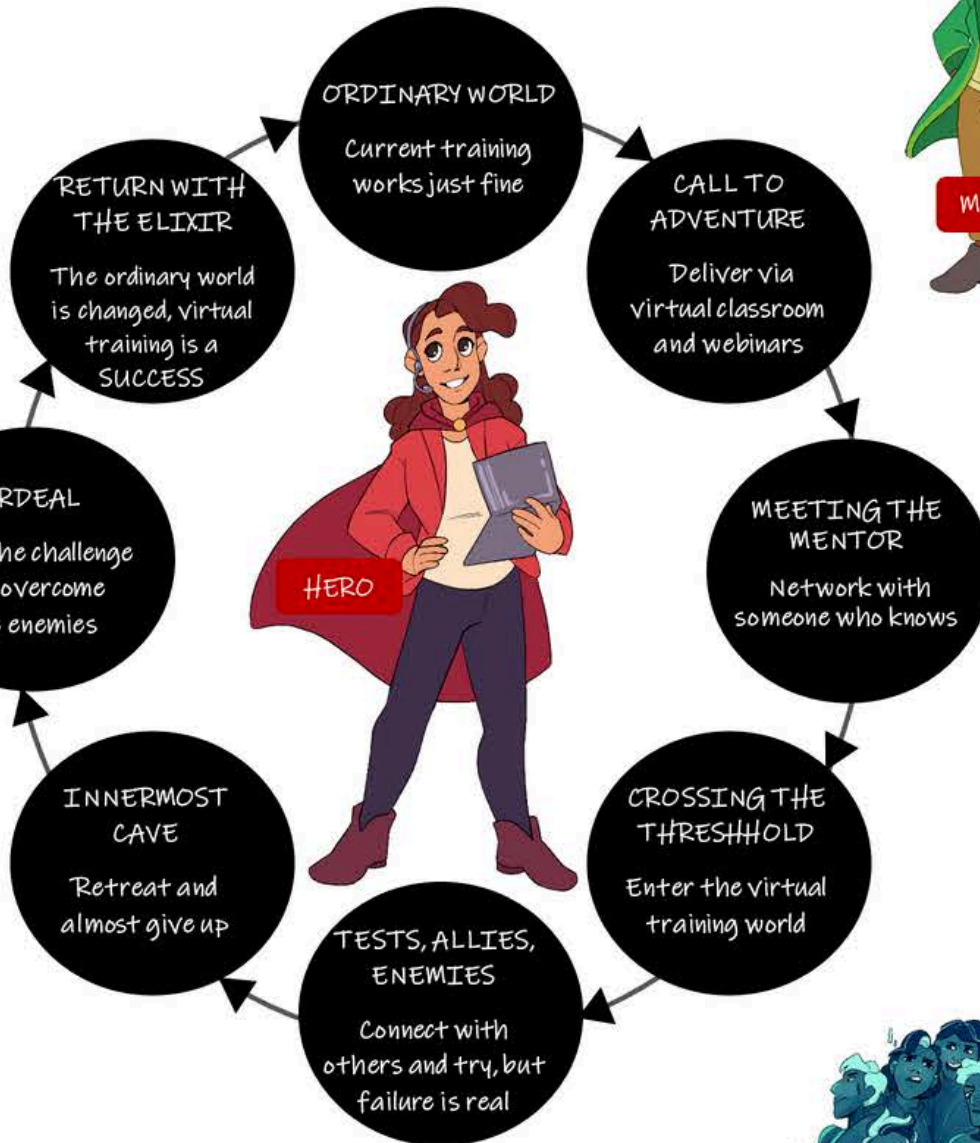 ORDINARY WORLD
Current training
works just fine
CALL TO
ADVENTURE
Deliver via
virtual classroom
and webinars
MEETING THE
MENTOR
Network with
someone who knows
CROSSING THE
THRESHHOLD
Enter the virtual
training world
TESTS, ALLIES,
ENEMIES
Connect with
others and try, but
failure is real
INNERMOST
CAVE
Retreat and
almost give up
challenge
overcome
enemies
RETURN WITH
THE ELIXIR
The ordinary world
is changed, virtual
training is a
SUCCESS
HERO